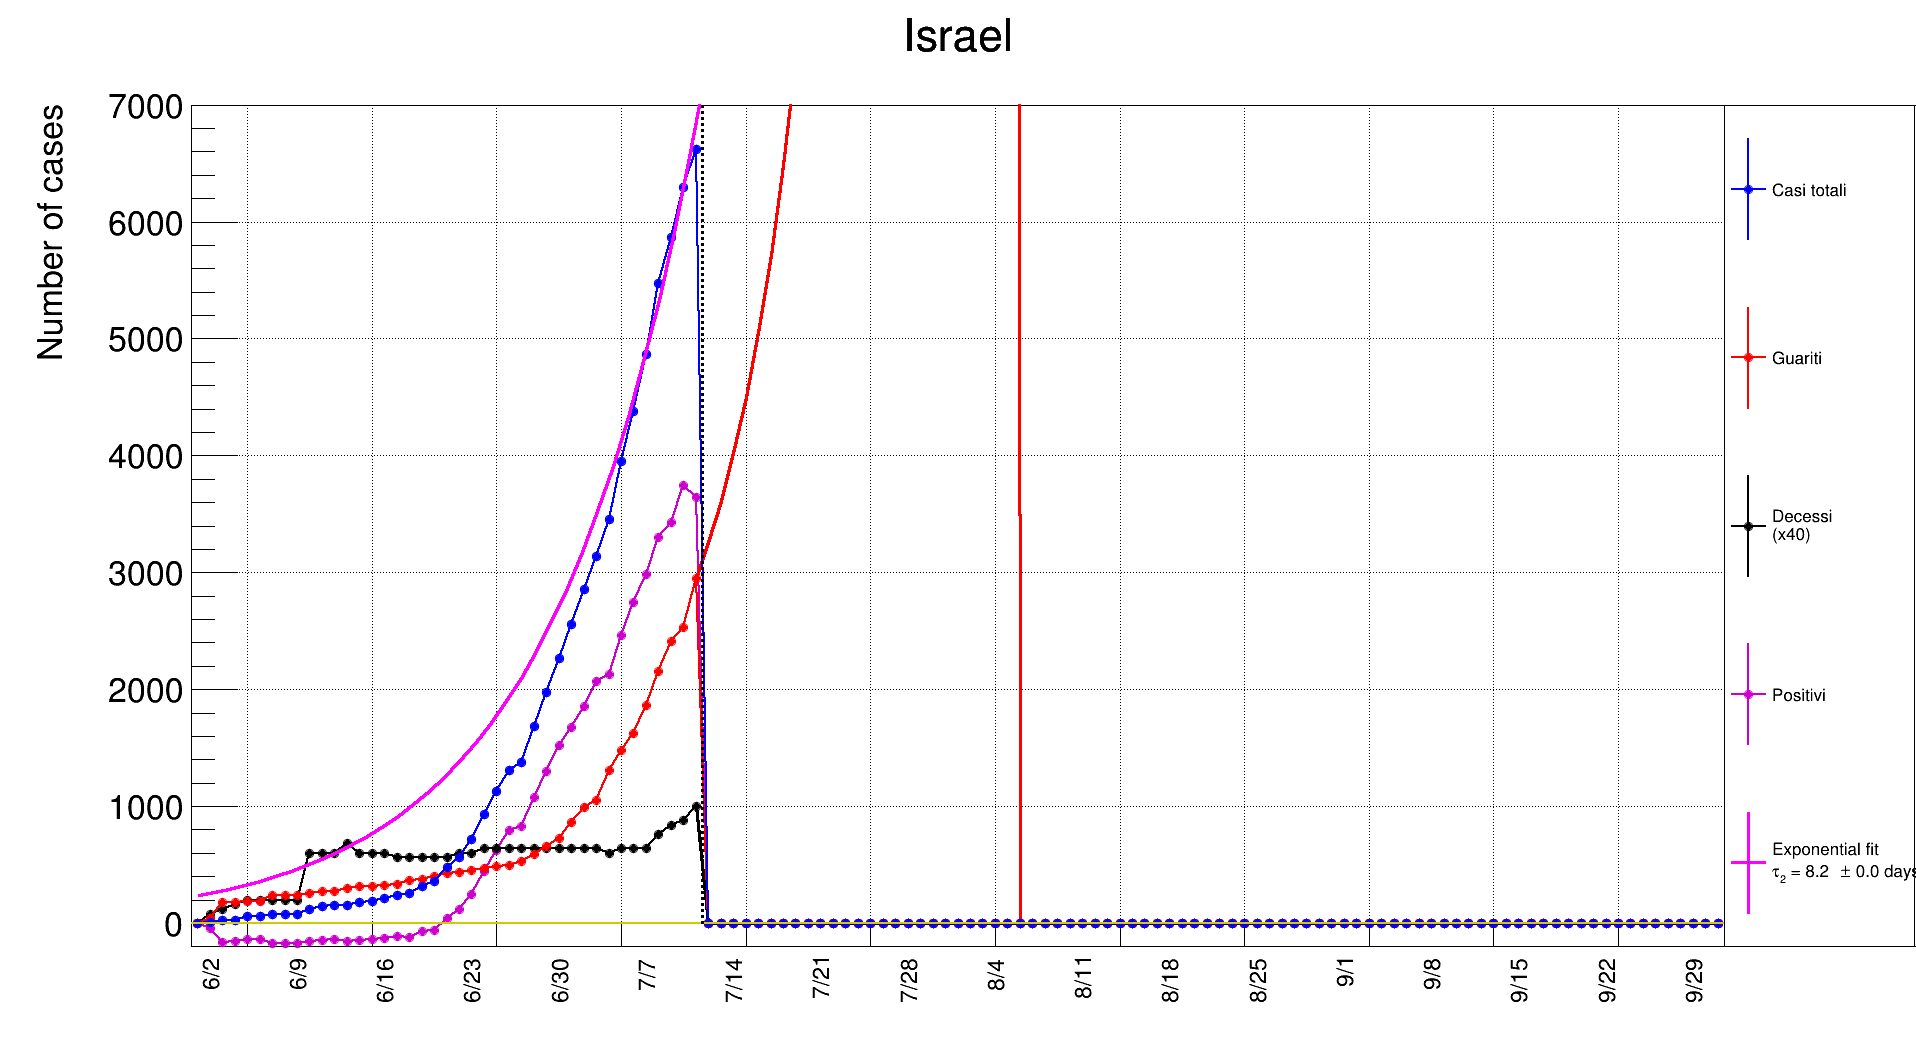 Israel
Number of cases
7000
6000
5000
4000
3000
2000
1000
0
6/2
6/9
6/16
6/23
6/30
7/7
7/14
7/21
7/28
8/4
8/11
8/18
8/25
9/1
9/8
9/15
9/22
9/29
Casi totali
Guariti
Decessi
(x40)
Positivi
Exponential fit
τ2 = 8.2 ± 0.0 days